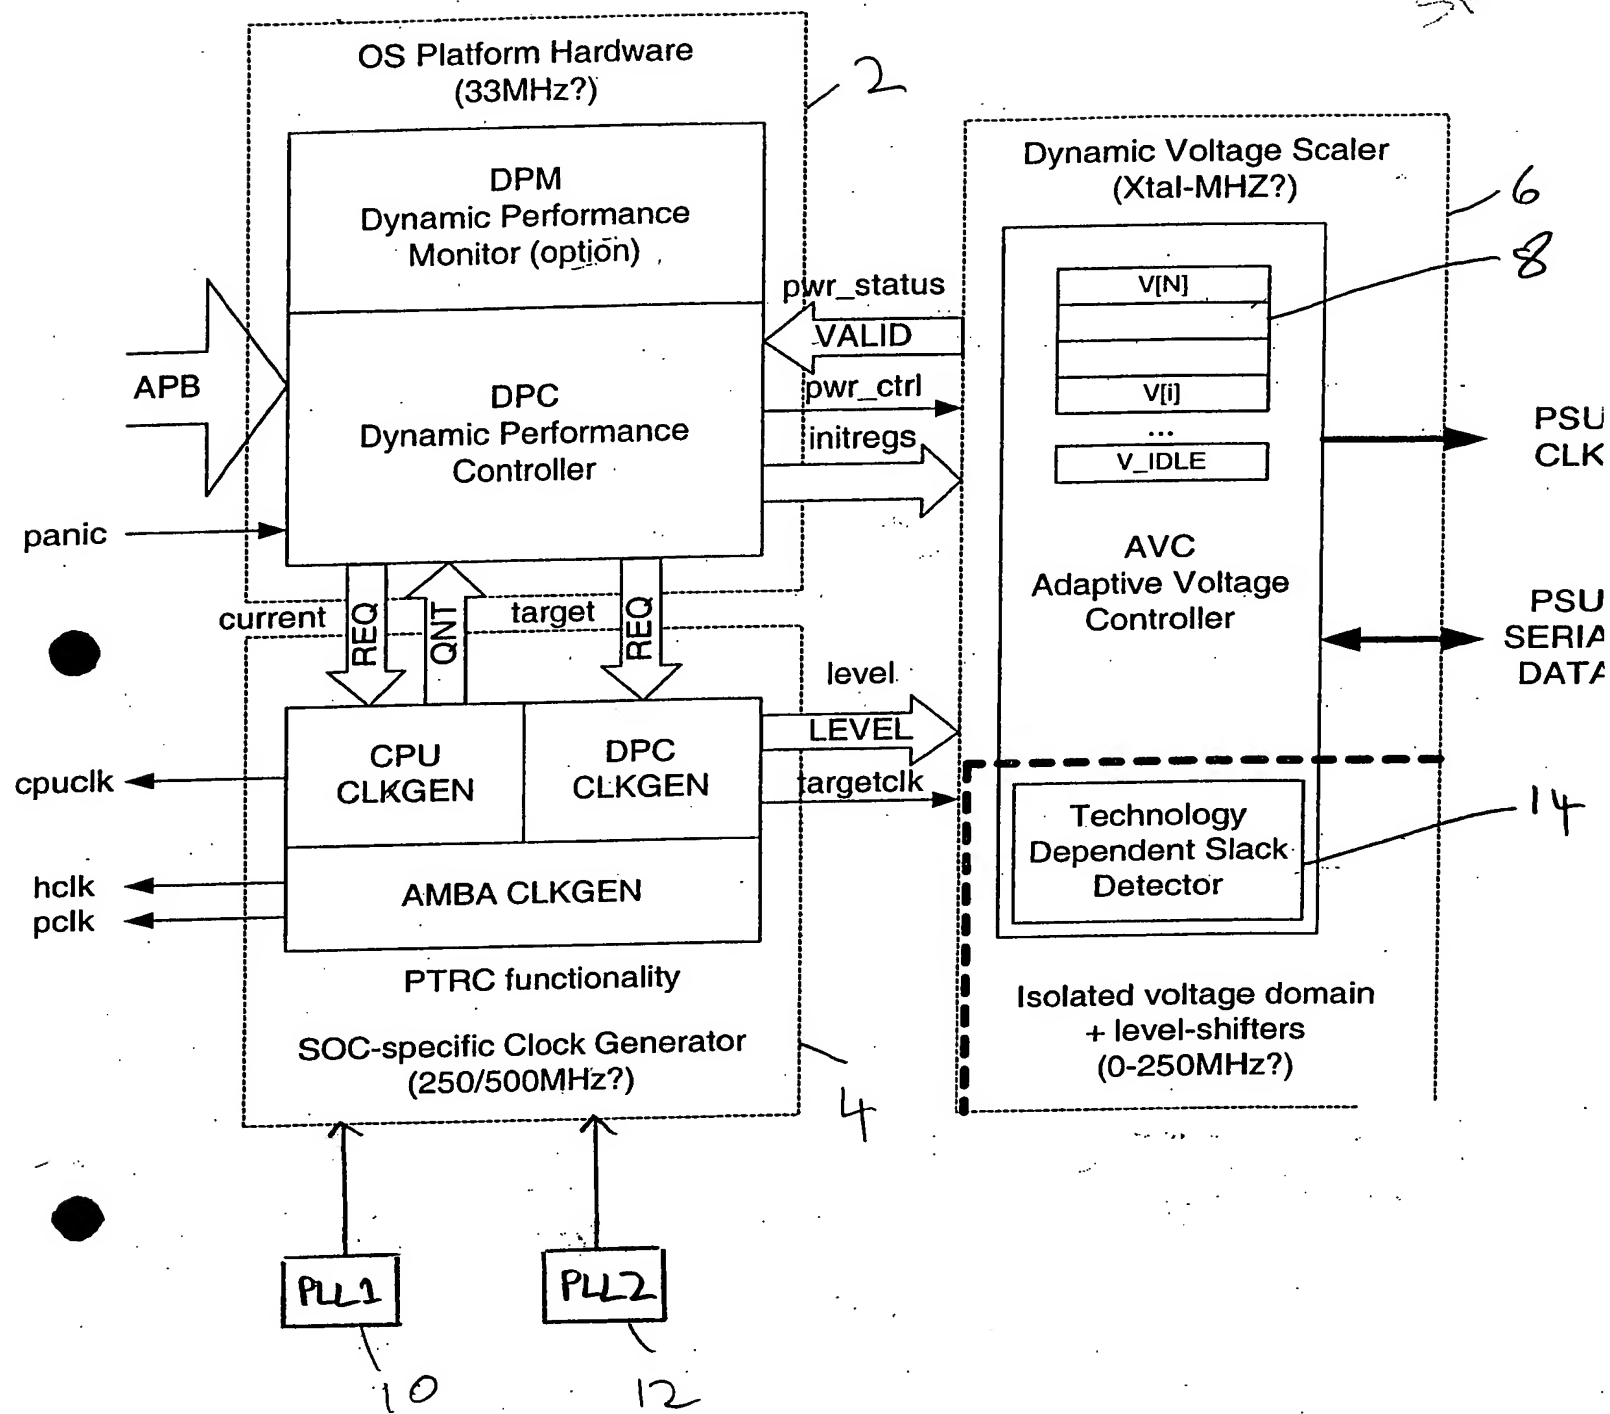 OS Platform Hardware
(33MHz?)
2
DPM
Dynamic Performance
Monitor (option)
APB
DPC
Dynamic Performance
Controller
panic
pwr_status
VALID
pwr_ctrl
initregs
Dynamic Voltage Scaler
(Xtal-MHZ?)
6
V[N]
8
V[i]
...
V_IDLE
AVC
Adaptive Voltage
Controller
PSU
CLK
PSU
SERIA
DATA
current
REQ
QNT
target
REQ
level
LEVEL
targetclk
CPU
CLKGEN
DPC
CLKGEN
cpuclk
AMBA CLKGEN
hclk
pclk
PTRC functionality
SOC-specific Clock Generator
(250/500MHz?)
4
Technology
Dependent Slack
Detector
14
Isolated voltage domain
+ level-shifters
(0-250MHz?)
PLL1
PLL2
10
12